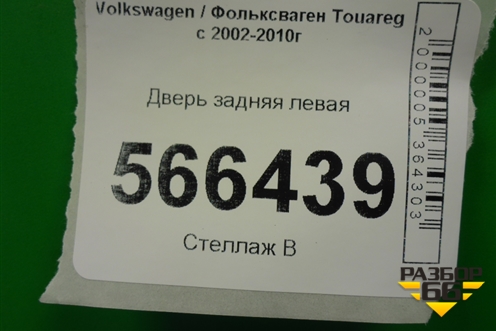 Volkswagen / Фольксваген Touareg
с 2002-2010г
Дверь задняя левая
566439
Стеллаж В
2000005364303
РАЗБОР
66